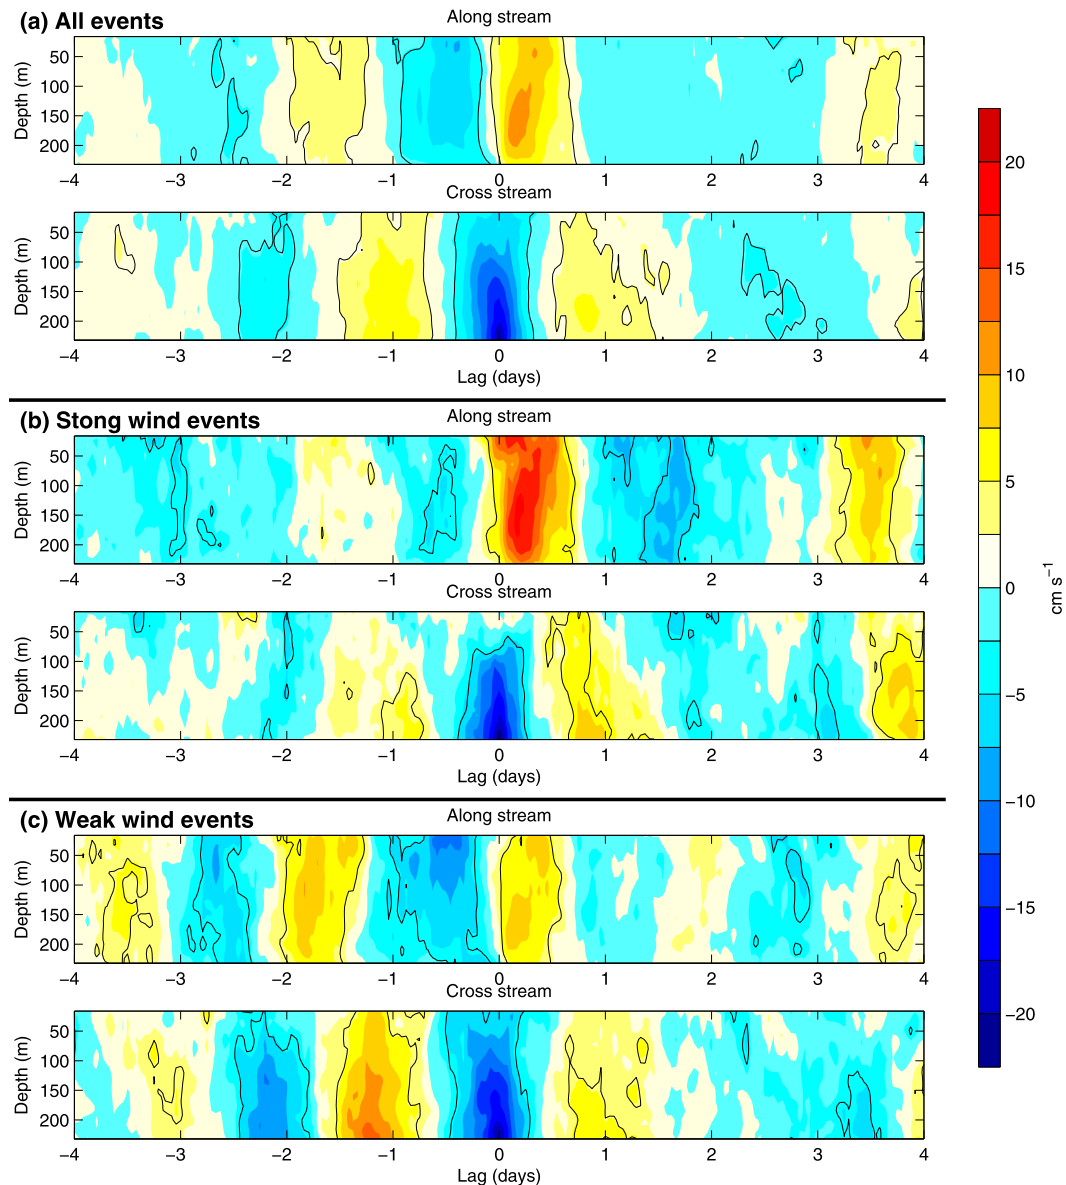 (a) All events
Along stream
Depth (m)
50
100
150
200
−4 −3 −2 −1 0 1 2 3 4
Cross stream
Depth (m)
50
100
150
200
−4 −3 −2 −1 0 1 2 3 4
Lag (days)
(b) Stong wind events
Along stream
Depth (m)
50
100
150
200
−4 −3 −2 −1 0 1 2 3 4
Cross stream
Depth (m)
50
100
150
200
−4 −3 −2 −1 0 1 2 3 4
Lag (days)
(c) Weak wind events
Along stream
Depth (m)
50
100
150
200
−4 −3 −2 −1 0 1 2 3 4
Cross stream
Depth (m)
50
100
150
200
−4 −3 −2 −1 0 1 2 3 4
Lag (days)
20
15
10
5
0
−5
−10
−15
−20
cm s⁻¹